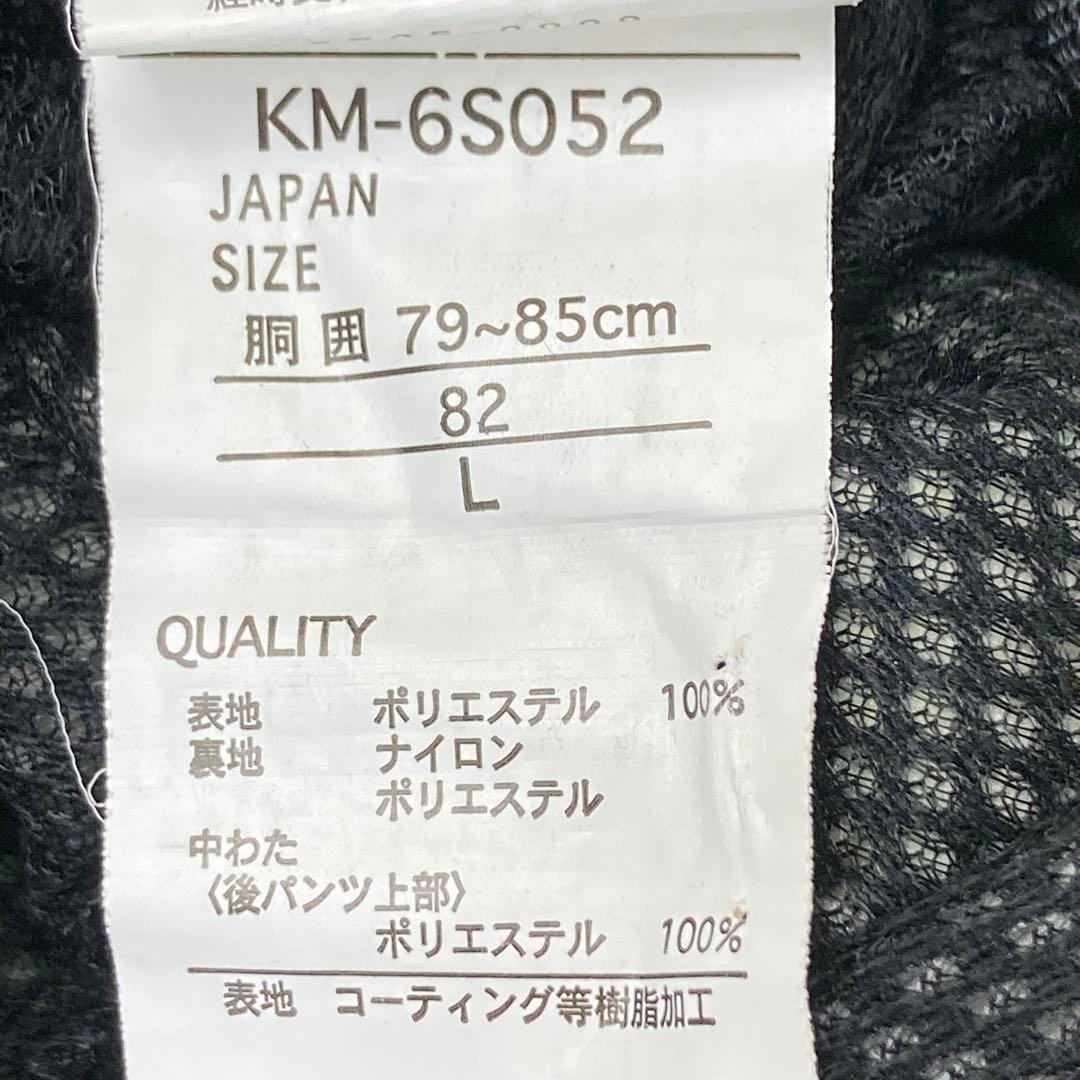 KM-6S052
JAPAN
SIZE
胴囲 79~85cm
82
L
QUALITY
表地 ポリエステル 100%
裏地 ナイロン
ポリエステル
中わた
〈後パンツ上部〉
ポリエステル 100%
表地 コーティング等樹脂加工